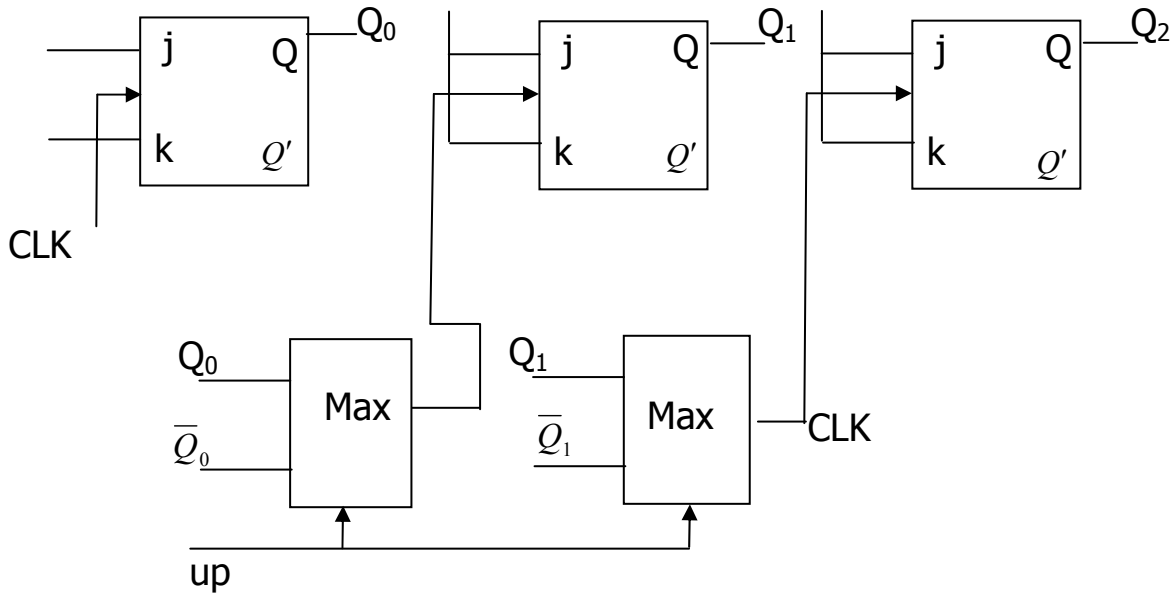 j Q Q₀
k Q′
CLK
j Q Q₁
k Q′
j Q Q₂
k Q′
Q₀
Q̅₀
Max
Q₁
Q̅₁
Max
CLK
up